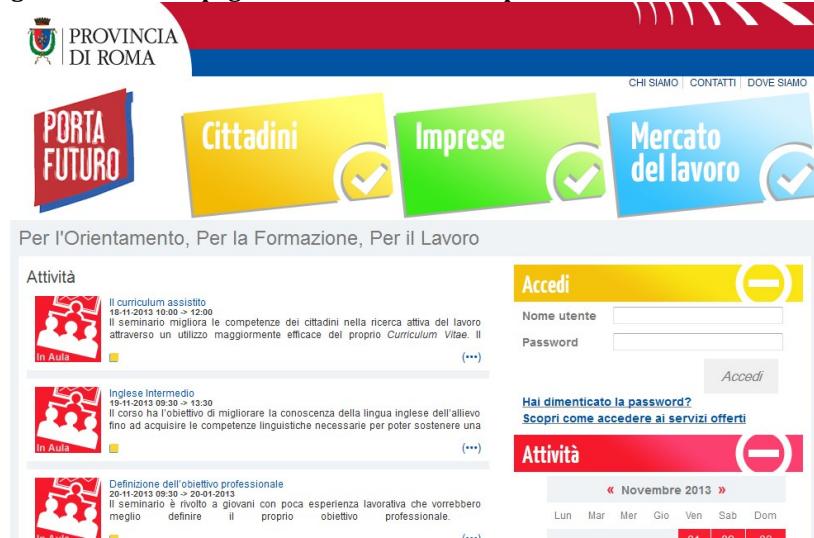 PROVINCIA
DI ROMA
CHI SIAMO | CONTATTI | DOVE SIAMO
PORTA
FUTURO
Cittadini
Imprese
Mercato
del lavoro
Per l'Orientamento, Per la Formazione, Per il Lavoro
Attività
Il curriculum assistito
18-11-2013 10:00 -> 12:00
Il seminario migliora le competenze dei cittadini nella ricerca attiva del lavoro
attraverso un utilizzo maggiormente efficace del proprio Curriculum Vitae. Il
In Aula
(•••)
Inglese Intermedio
19-11-2013 09:30 -> 13:30
Il corso ha l'obiettivo di migliorare la conoscenza della lingua inglese dell'allievo
fino ad acquisire le competenze linguistiche necessarie per poter sostenere una
In Aula
(•••)
Definizione dell'obiettivo professionale
20-11-2013 09:30 -> 20-01-2013
Il seminario è rivolto a giovani con poca esperienza lavorativa che vorrebbero
meglio definire il proprio obiettivo professionale.
Accedi
Nome utente
Password
Accedi
Hai dimenticato la password?
Scopri come accedere ai servizi offerti
Attività
« Novembre 2013 »
Lun Mar Mer Gio Ven Sab Dom